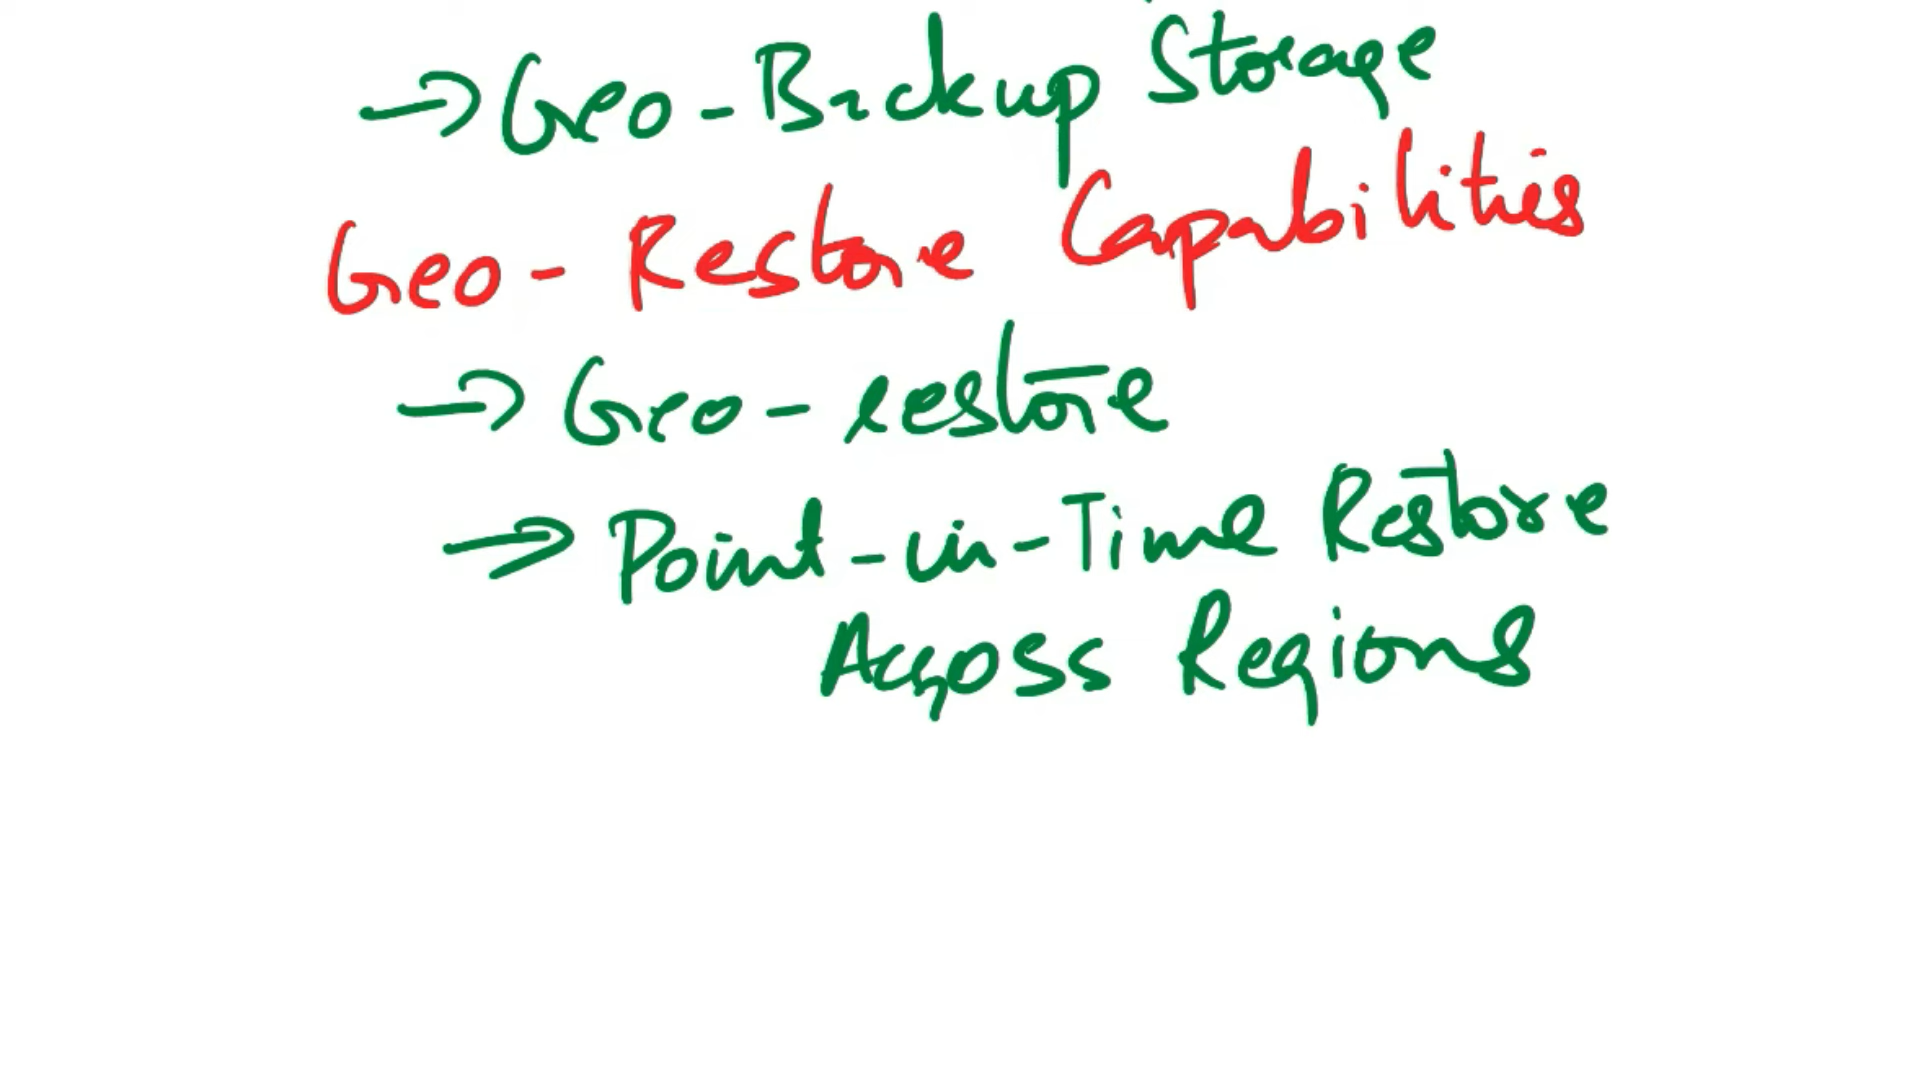 → Geo-Backup Storage
Geo-Restore Capabilities
→ Geo-restore
→ Point-in-Time Restore
Across Regions